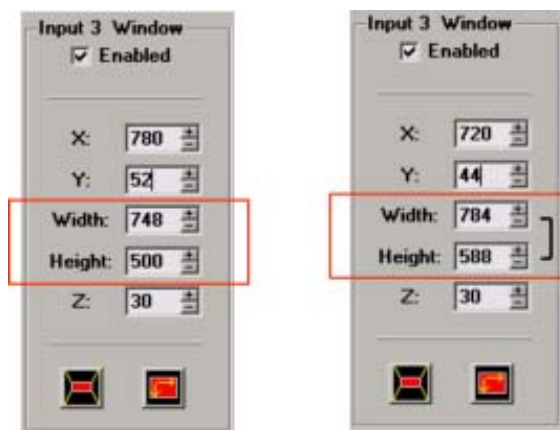 Input 3 Window
Enabled
X: 780
Y: 52
Width: 748
Height: 500
Z: 30
Input 3 Window
Enabled
X: 720
Y: 44
Width: 784
Height: 588
Z: 30